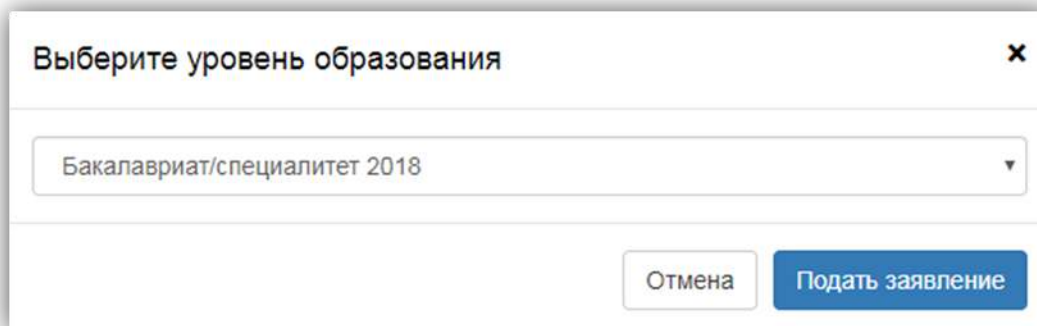 Выберите уровень образования
Бакалавриат/специалитет 2018
Отмена
Подать заявление